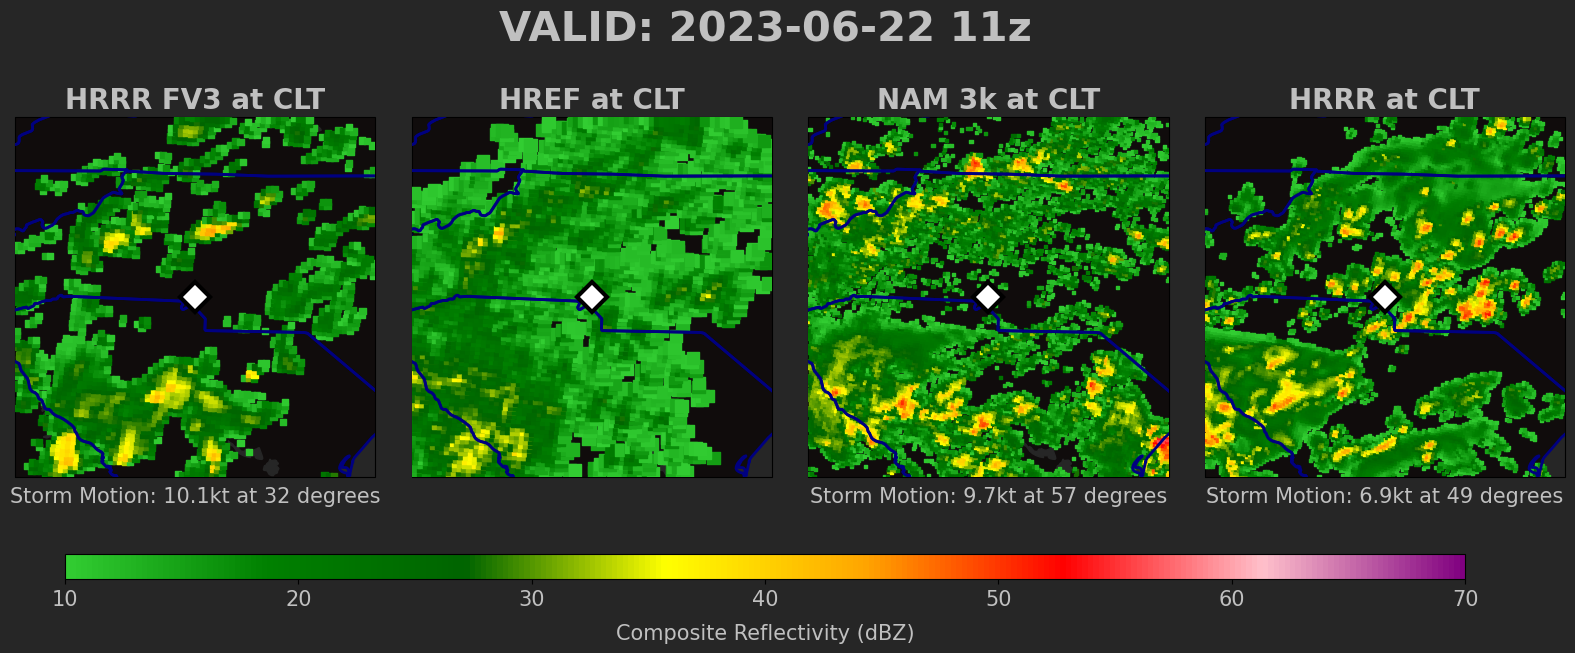 VALID: 2023-06-22 11z
HRRR FV3 at CLT
HREF at CLT
NAM 3k at CLT
HRRR at CLT
Storm Motion: 10.1kt at 32 degrees
Storm Motion: 9.7kt at 57 degrees
Storm Motion: 6.9kt at 49 degrees
10 20 30 40 50 60 70
Composite Reflectivity (dBZ)